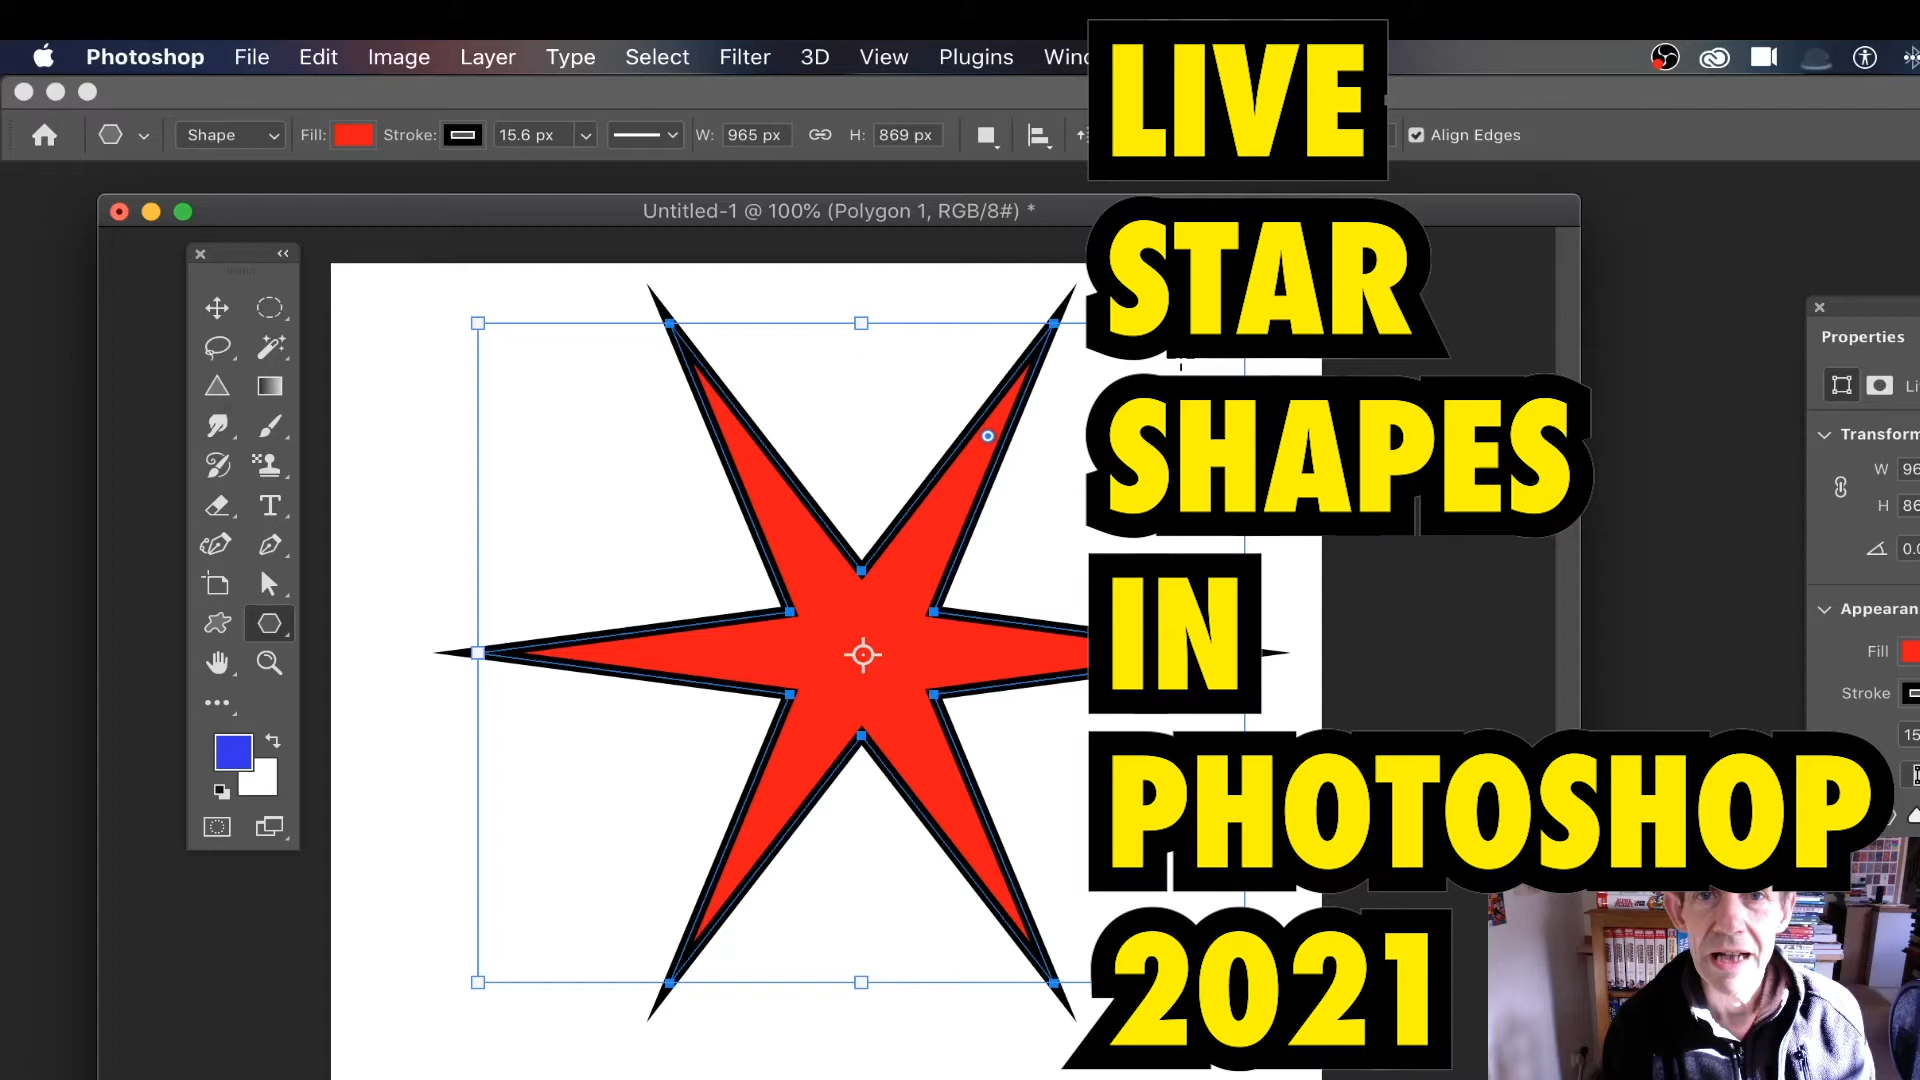 Photoshop File Edit Image Layer Type Select Filter 3D View Plugins
Shape Fill: Stroke: 15.6 px W: 965 px H: 869 px Align Edges
Untitled-1 @ 100% (Polygon 1, RGB/8#) *
LIVE
STAR
SHAPES
IN
PHOTOSHOP
2021
Properties
W
H
Fill
Stroke